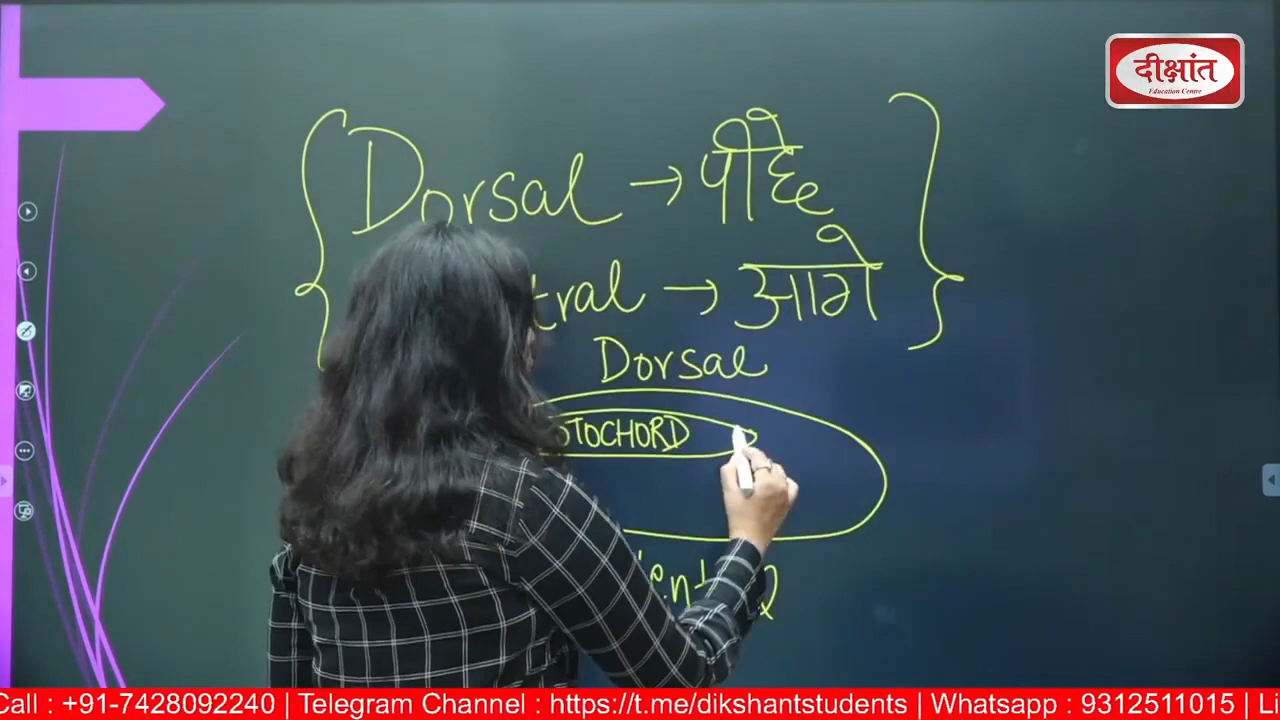 दीक्षांत
Education Centre
Dorsal → पीछे
tral → आगे
Dorsal
TOCHORD
Call : +91-7428092240 | Telegram Channel : https://t.me/dikshantstudents | Whatsapp : 9312511015 | Li